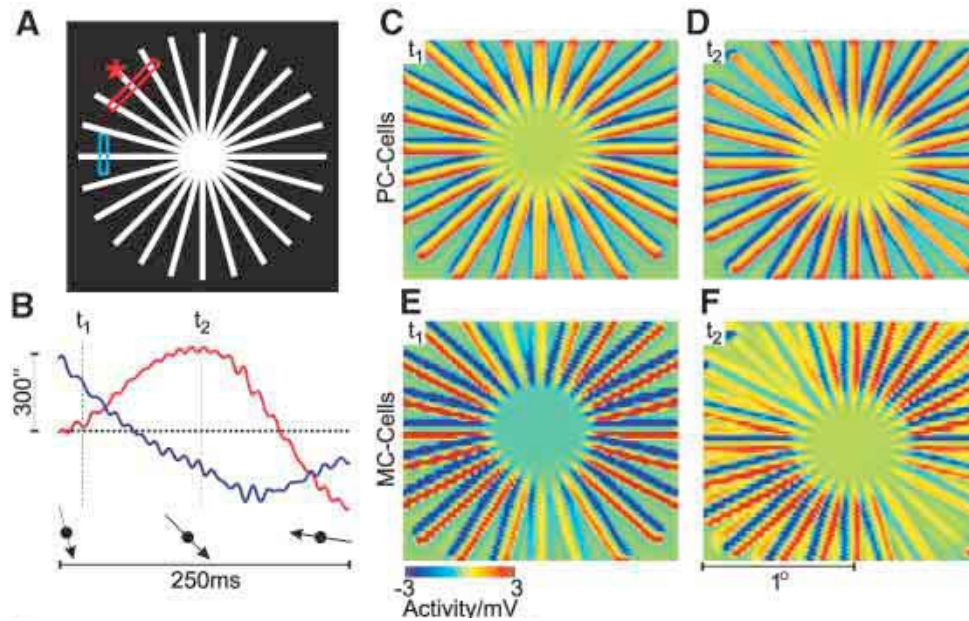 A
C
D
t1
t2
PC-Cells
B
E
F
t1
t2
t1
t2
300"
MC-Cells
250ms
-3 3
Activity/mV
1°